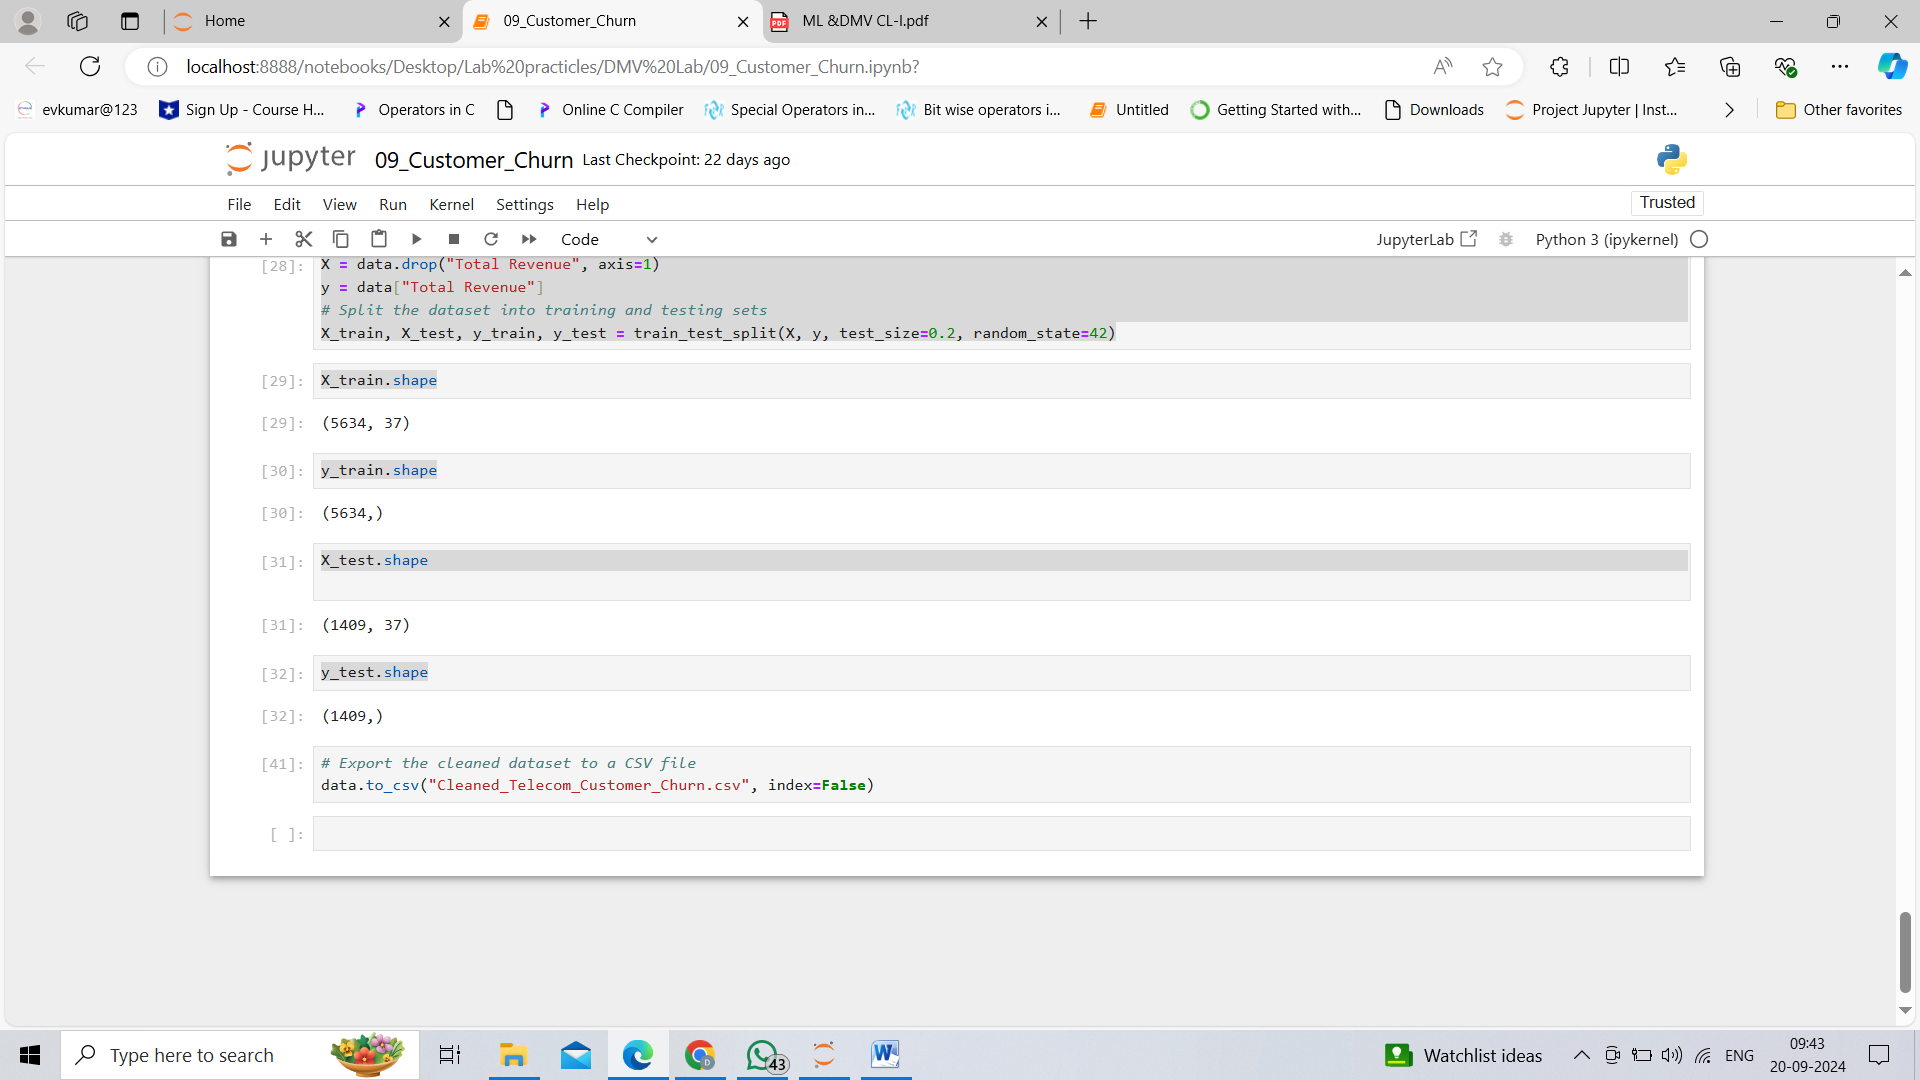 Home
09_Customer_Churn
ML &DMV CL-I.pdf
localhost:8888/notebooks/Desktop/Lab%20practicles/DMV%20Lab/09_Customer_Churn.ipynb?
evkumar@123
Sign Up - Course H...
Operators in C
Online C Compiler
Special Operators in...
Bit wise operators i...
Untitled
Getting Started with...
Downloads
Project Jupyter | Inst...
Other favorites
jupyter 09_Customer_Churn Last Checkpoint: 22 days ago
File Edit View Run Kernel Settings Help
Trusted
Code
JupyterLab
Python 3 (ipykernel)
[28]: X = data.drop("Total Revenue", axis=1)
y = data["Total Revenue"]
# Split the dataset into training and testing sets
X_train, X_test, y_train, y_test = train_test_split(X, y, test_size=0.2, random_state=42)
[29]: X_train.shape
[29]: (5634, 37)
[30]: y_train.shape
[30]: (5634,)
[31]: X_test.shape
[31]: (1409, 37)
[32]: y_test.shape
[32]: (1409,)
[41]: # Export the cleaned dataset to a CSV file
data.to_csv("Cleaned_Telecom_Customer_Churn.csv", index=False)
[ ]:
Type here to search
43
Watchlist ideas
ENG
09:43
20-09-2024